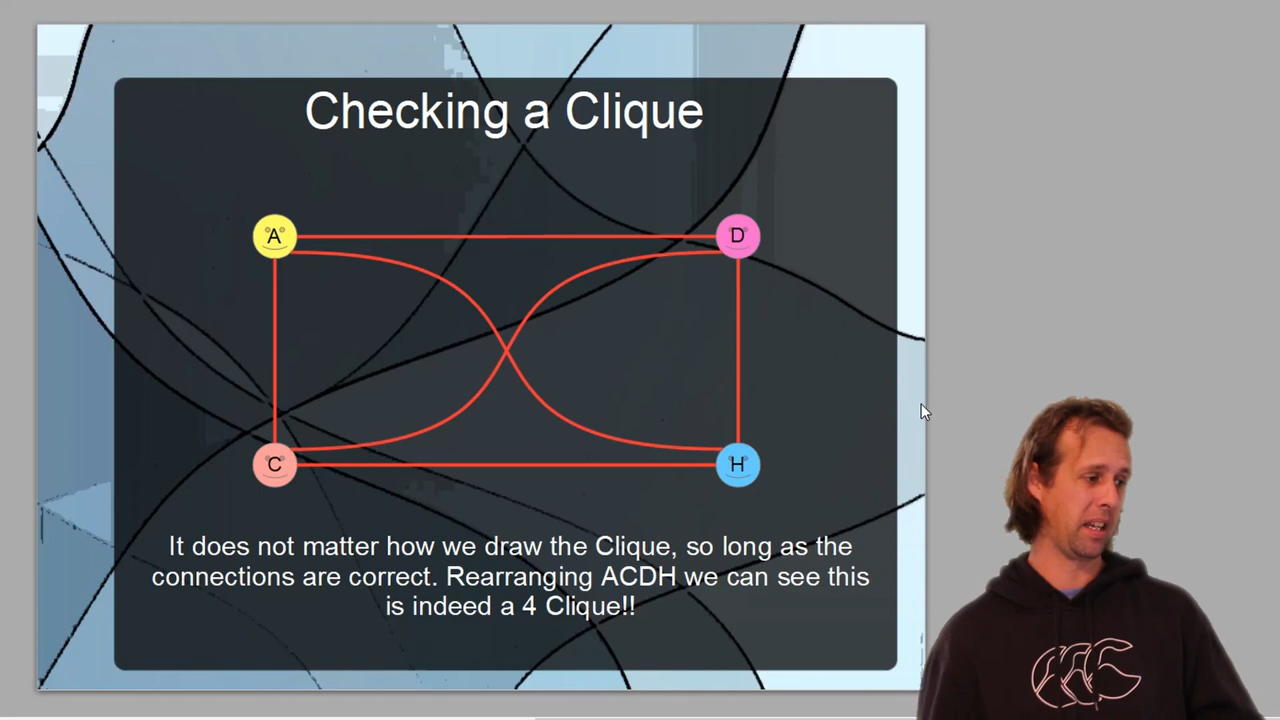 Checking a Clique
A
D
C
H
It does not matter how we draw the Clique, so long as the
connections are correct. Rearranging ACDH we can see this
is indeed a 4 Clique!!